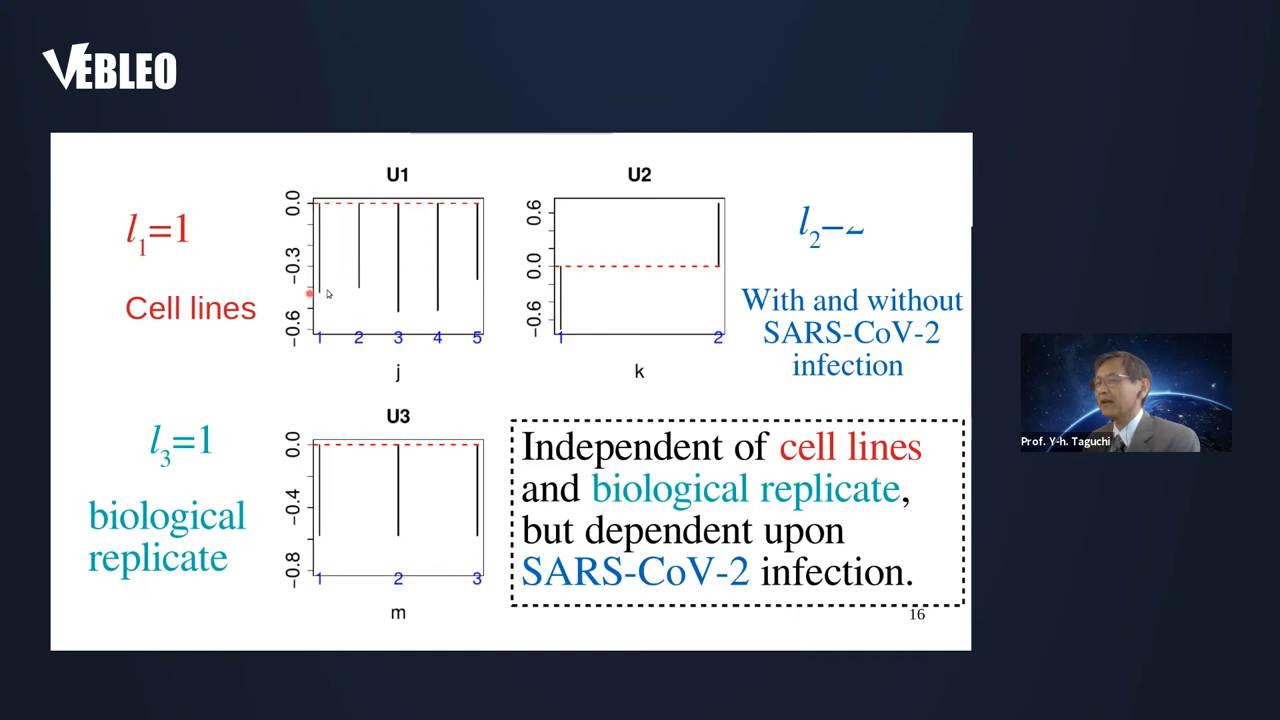 VEBLEO
U1
U2
l1=1
l2=2
Cell lines
0.0
−0.3
−0.6
1 2 3 4 5
j
0.6
0.0
−0.6
1 2
k
With and without
SARS-CoV-2
infection
U3
l3=1
biological
replicate
0.0
−0.4
−0.8
1 2 3
m
Independent of cell lines
and biological replicate,
but dependent upon
SARS-CoV-2 infection.
16
Prof. Y-h. Taguchi